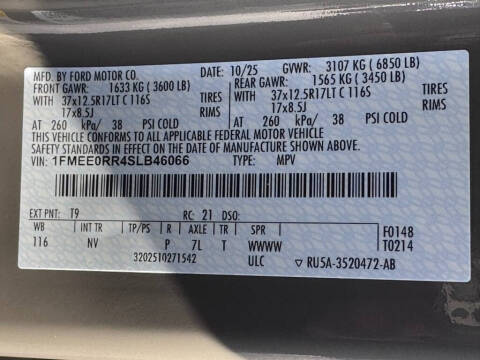 MFD. BY FORD MOTOR CO. 10/25 GVWR: 3107 KG (6850 LB)
FRONT GAWR: 1633 KG (3600 LB) REAR GAWR: 1565 KG (3450 LB)
WITH 37x12.5R17LT C 116S TIRES WITH 37x12.5R17LT C 116S TIRES
17x8.5J RIMS 17x8.5J RIMS
AT 260 kPa/ 38 PSI COLD AT 260 kPa/ 38 PSI COLD
THIS VEHICLE CONFORMS TO ALL APPLICABLE FEDERAL MOTOR VEHICLE
SAFETY STANDARDS IN EFFECT ON THE DATE OF MANUFACTURE SHOWN ABOVE.
VIN: 1FMEE0RR4SLB46066 TYPE: MPV
EXT PNT: T9 RC: 21 DSO:
WB INT TR TP/PS R AXLE TR SPR F0148
116 NV P 7L T WWWW T0214
3202510271542 ULC ▽ RU5A-3520472-AB